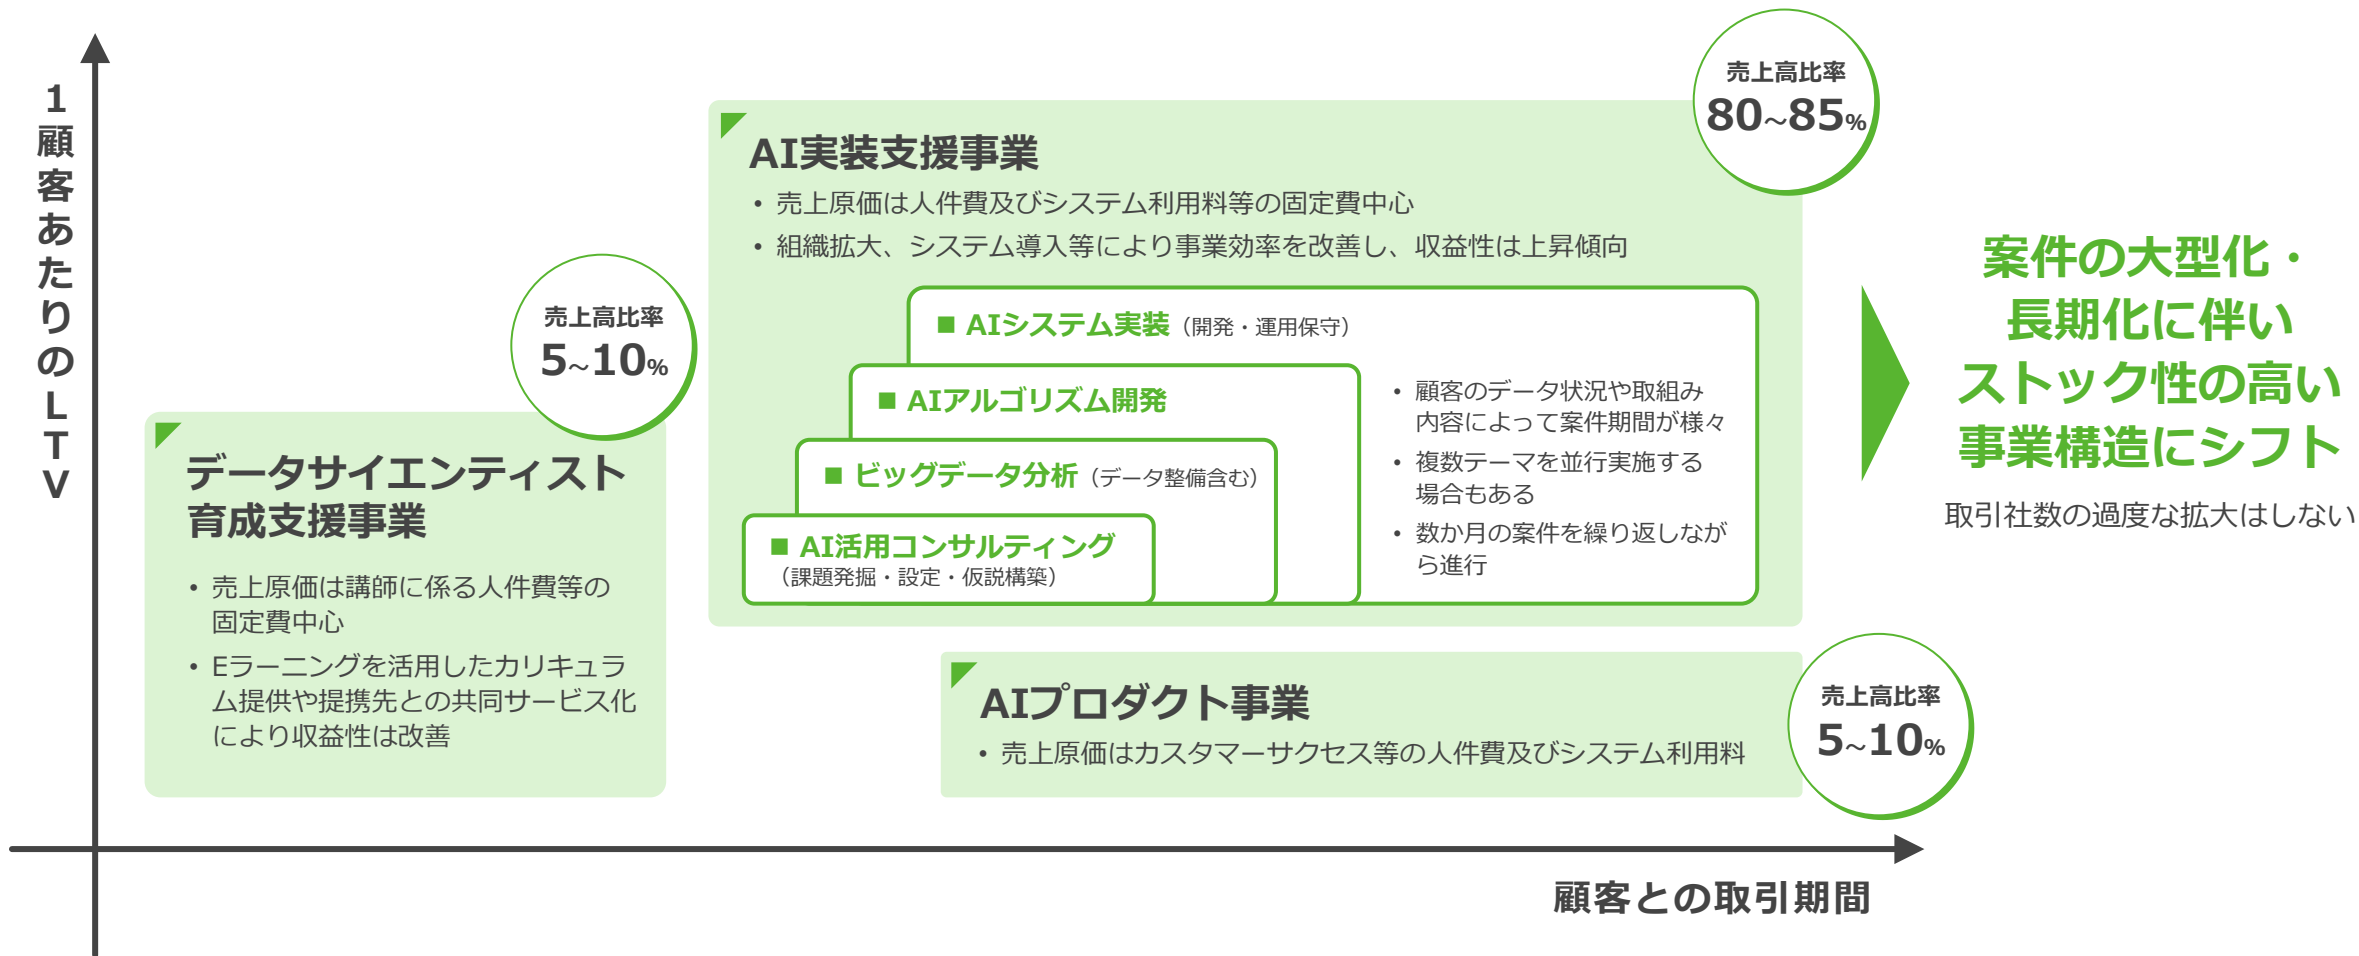 1顧客あたりのLTV
売上高比率
80~85%
AI実装支援事業
• 売上原価は人件費及びシステム利用料等の固定費中心
• 組織拡大、システム導入等により事業効率を改善し、収益性は上昇傾向
■ AIシステム実装（開発・運用保守）
■ AIアルゴリズム開発
■ ビッグデータ分析（データ整備含む）
■ AI活用コンサルティング
（課題発掘・設定・仮説構築）
• 顧客のデータ状況や取組み
内容によって案件期間が様々
• 複数テーマを並行実施する
場合もある
• 数か月の案件を繰り返しなが
ら進行
売上高比率
5~10%
データサイエンティスト
育成支援事業
• 売上原価は講師に係る人件費等の
固定費中心
• Eラーニングを活用したカリキュラ
ム提供や提携先との共同サービス化
により収益性は改善
AIプロダクト事業
• 売上原価はカスタマーサクセス等の人件費及びシステム利用料
売上高比率
5~10%
案件の大型化・
長期化に伴い
ストック性の高い
事業構造にシフト
取引社数の過度な拡大はしない
顧客との取引期間